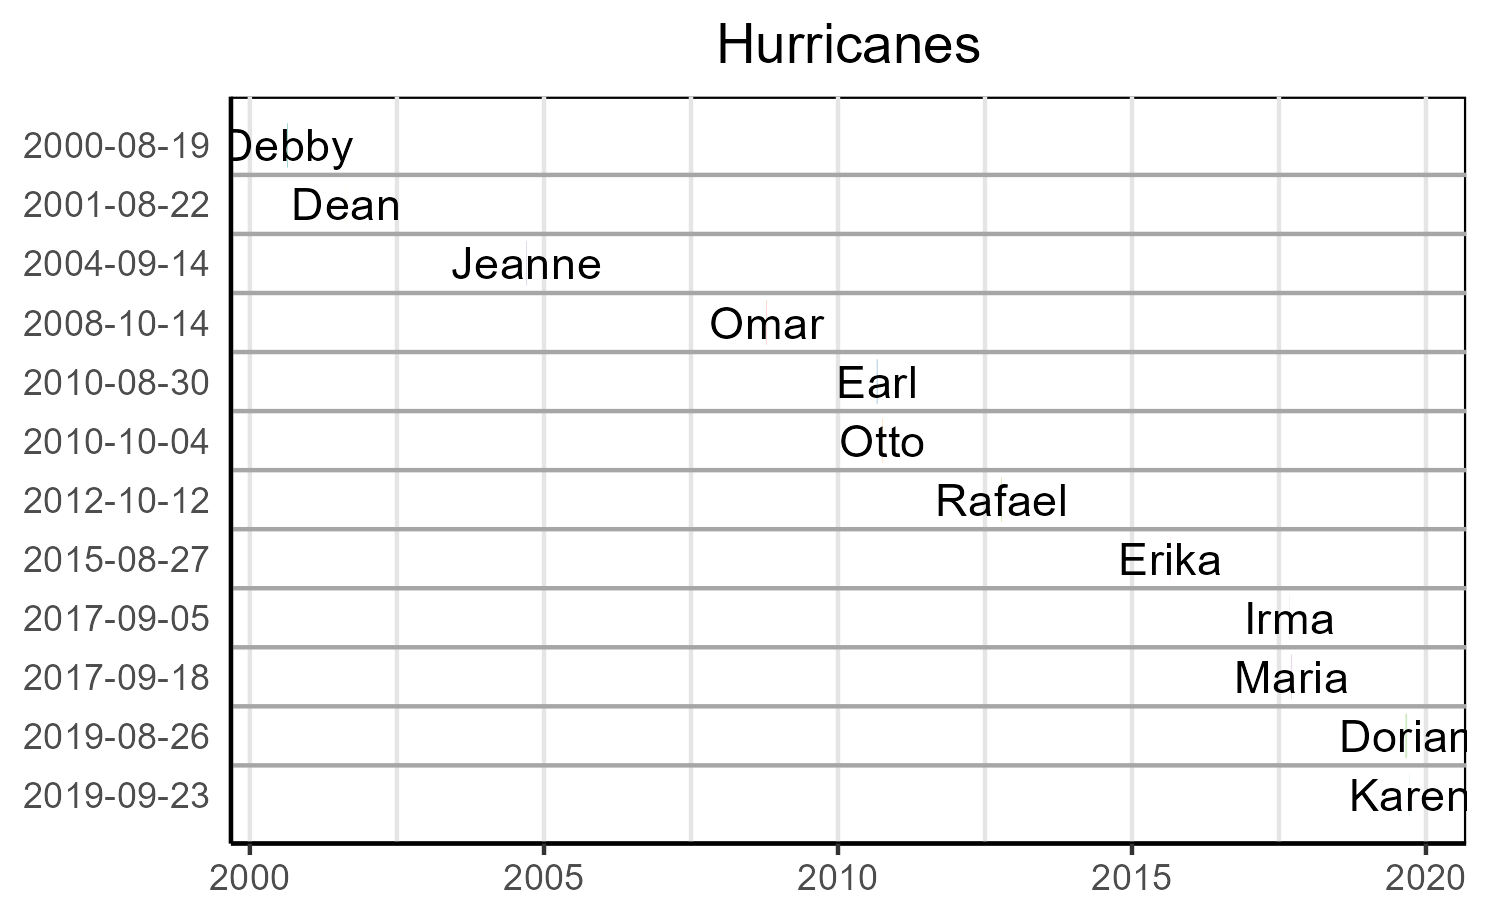 Hurricanes
2000-08-19 Debby
2001-08-22 Dean
2004-09-14 Jeanne
2008-10-14 Omar
2010-08-30 Earl
2010-10-04 Otto
2012-10-12 Rafael
2015-08-27 Erika
2017-09-05 Irma
2017-09-18 Maria
2019-08-26 Dorian
2019-09-23 Karen
2000 2005 2010 2015 2020